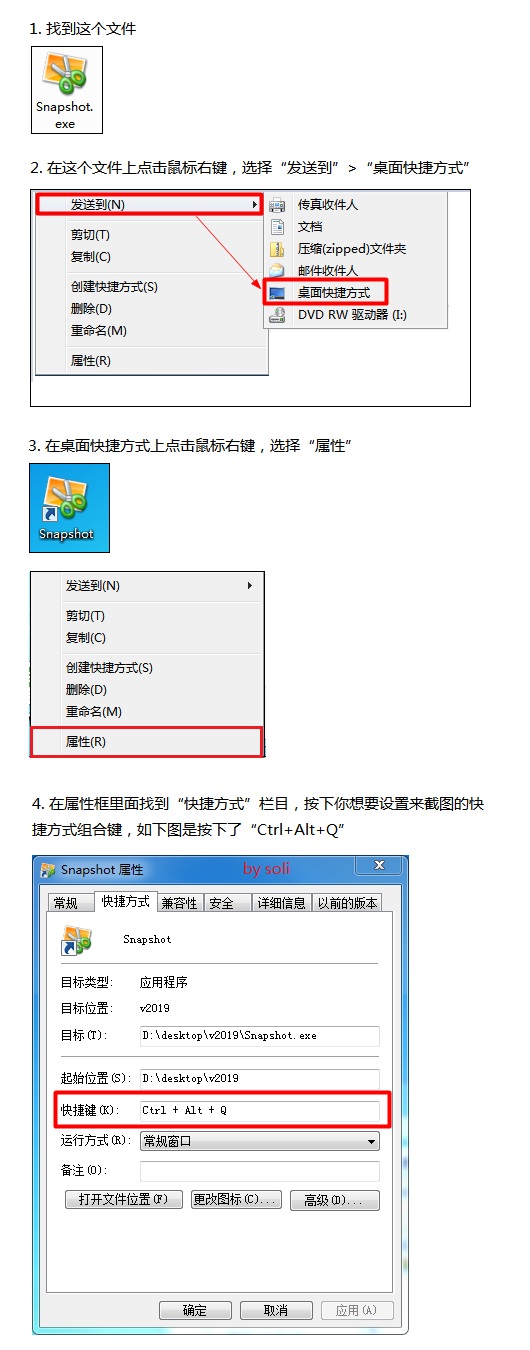 1. 找到这个文件
Snapshot.
exe
2. 在这个文件上点击鼠标右键，选择“发送到”>“桌面快捷方式”
发送到(N)
剪切(T)
复制(C)
创建快捷方式(S)
删除(D)
重命名(M)
属性(R)
传真收件人
文档
压缩(zipped)文件夹
邮件收件人
桌面快捷方式
DVD RW 驱动器 (I:)
3. 在桌面快捷方式上点击鼠标右键，选择“属性”
Snapshot
发送到(N)
剪切(T)
复制(C)
创建快捷方式(S)
删除(D)
重命名(M)
属性(R)
4. 在属性框里面找到“快捷方式”栏目，按下你想要设置来截图的快
捷方式组合键，如下图是按下了“Ctrl+Alt+Q”
Snapshot 属性 by soli
常规 快捷方式 兼容性 安全 详细信息 以前的版本
Snapshot
目标类型: 应用程序
目标位置: v2019
目标(T): D:\desktop\v2019\Snapshot.exe
起始位置(S): D:\desktop\v2019
快捷键(K): Ctrl + Alt + Q
运行方式(R): 常规窗口
备注(O):
打开文件位置(F) 更改图标(C)... 高级(D)...
确定 取消 应用(A)